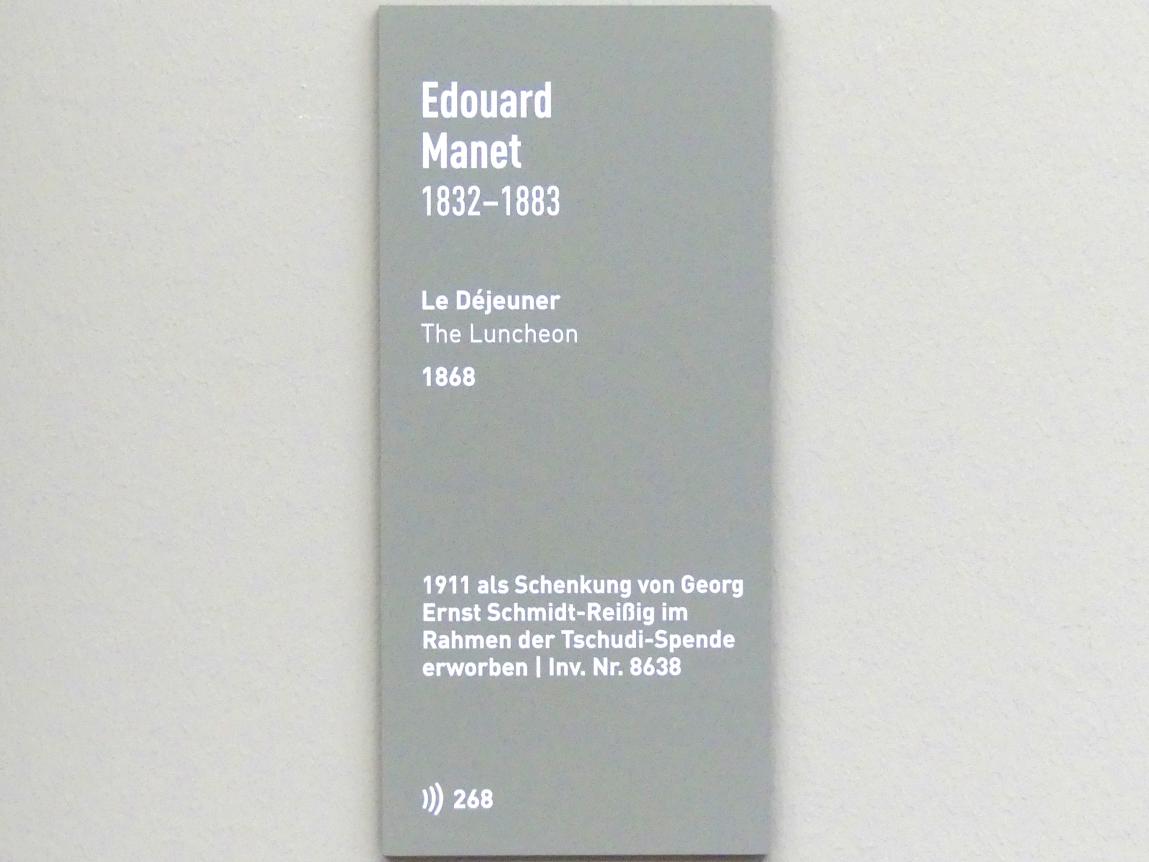 Edouard
Manet
1832–1883
Le Déjeuner
The Luncheon
1868
1911 als Schenkung von Georg
Ernst Schmidt-Reißig im
Rahmen der Tschudi-Spende
erworben | Inv. Nr. 8638
268